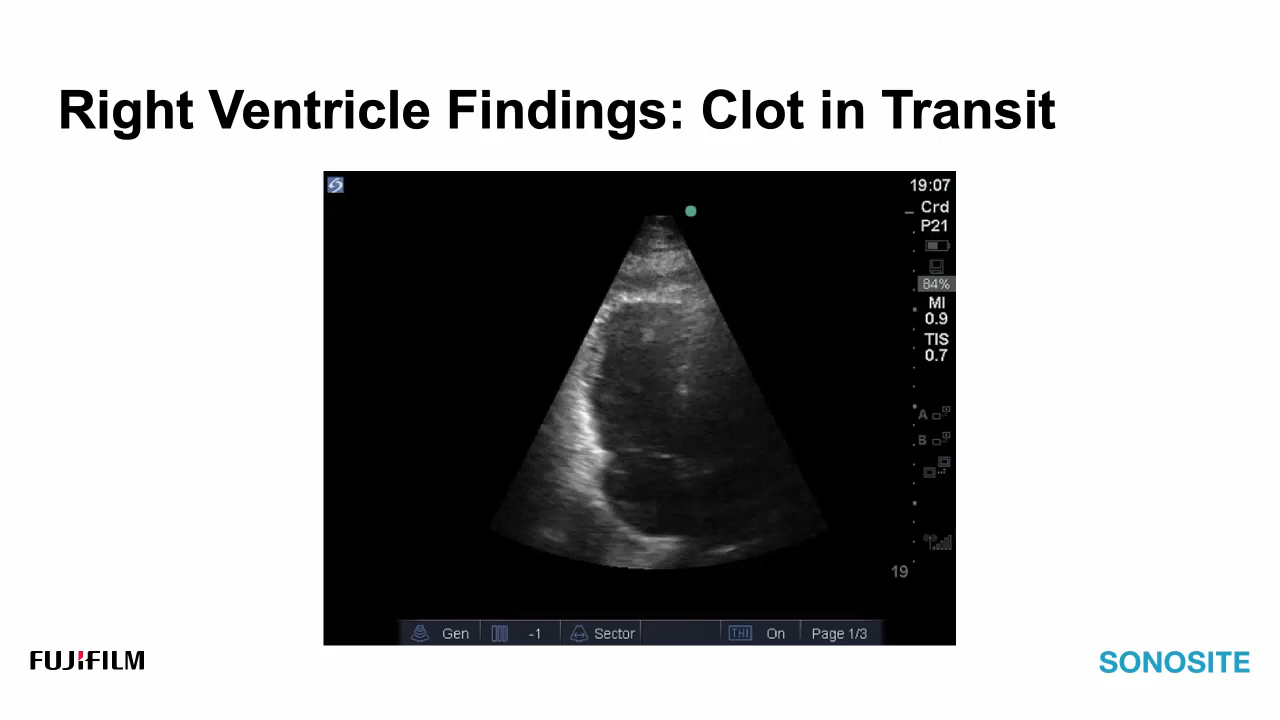 Right Ventricle Findings: Clot in Transit
19:07
Crd
P21
84%
MI
0.9
TIS
0.7
A
B
19
Gen
-1
Sector
THI
On
Page 1/3
FUJIFILM
SONOSITE